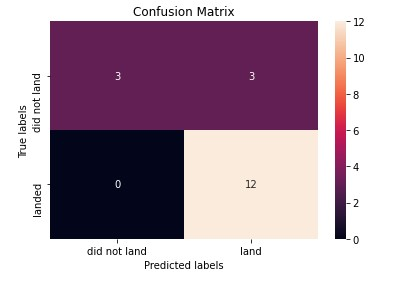 Confusion Matrix
True labels
did not land
landed
3
3
0
12
did not land
land
Predicted labels
12
10
8
6
4
2
0